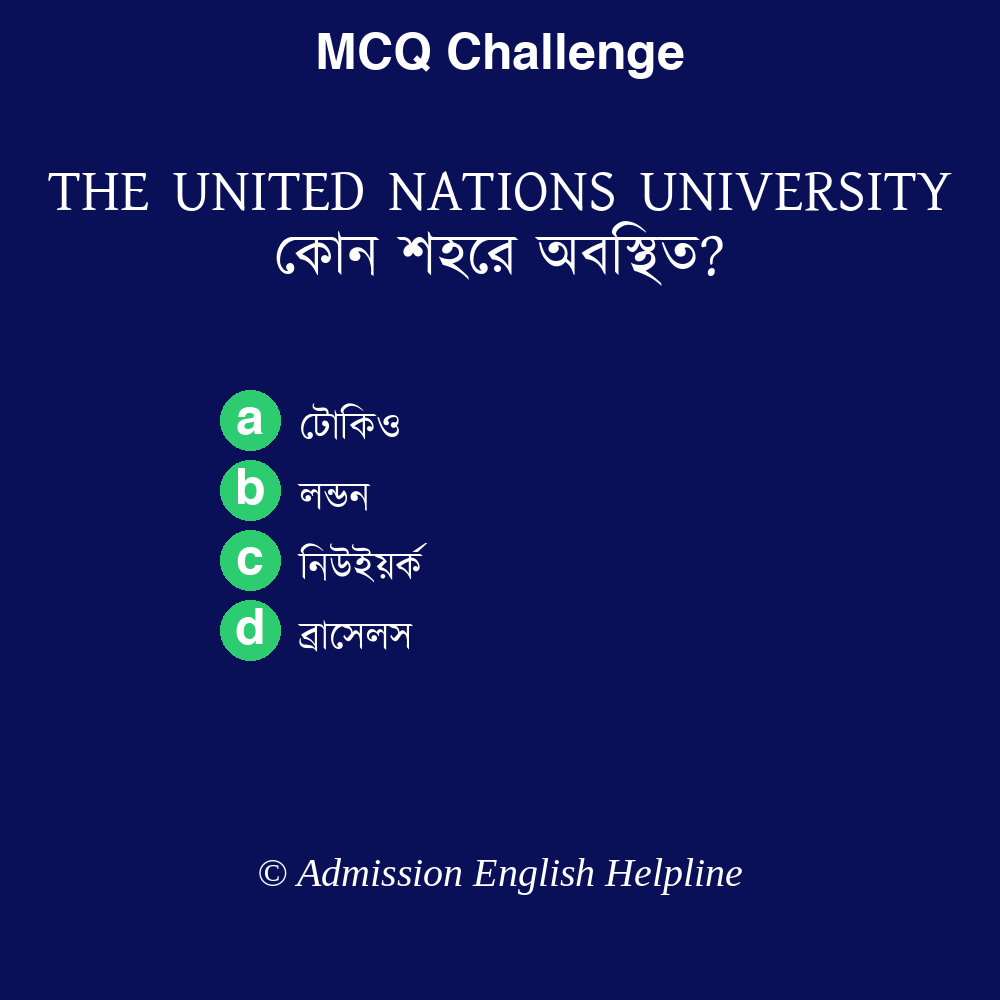 MCQ Challenge
THE UNITED NATIONS UNIVERSITY
কোন শহরে অবস্থিত?
a টোকিও
b লন্ডন
c নিউইয়র্ক
d ব্রাসেলস
© Admission English Helpline